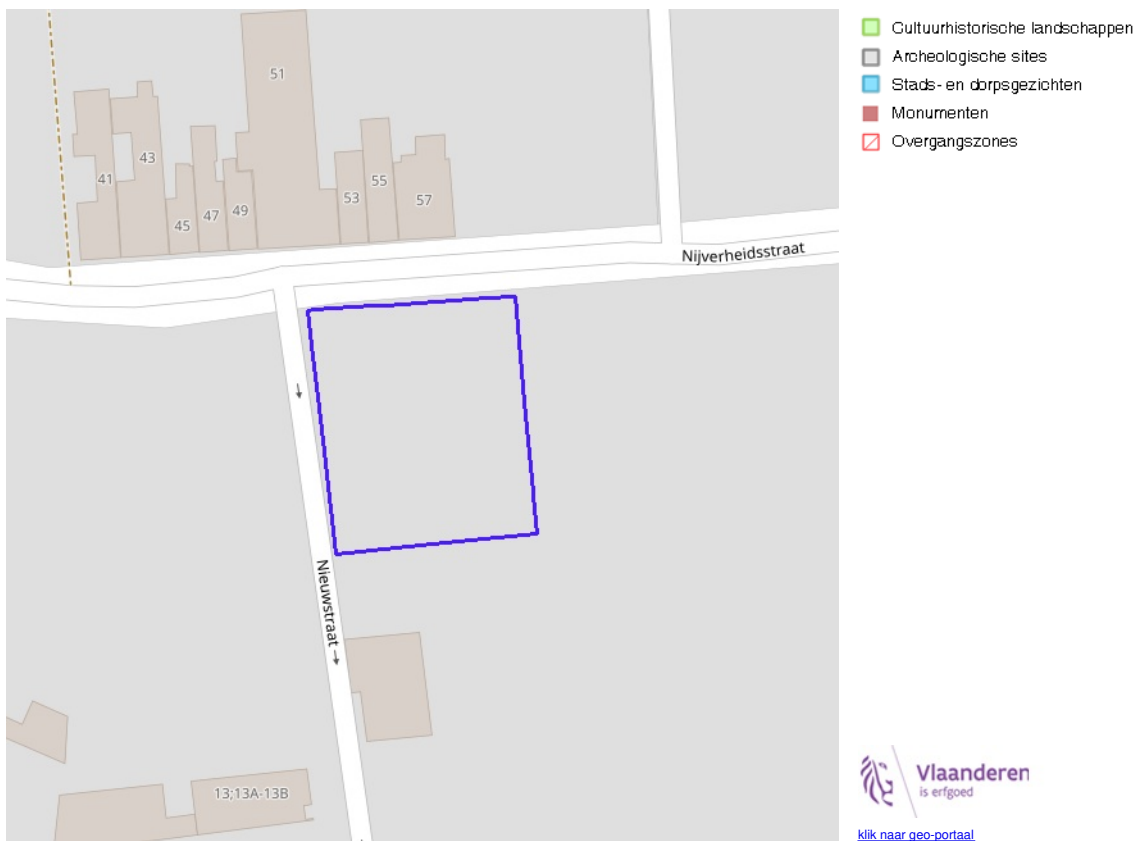 51
43
41
53
55
57
45
47
49
Nijverheidsstraat
Nieuwstraat
13;13A-13B
Cultuurhistorische landschappen
Archeologische sites
Stads- en dorpsgezichten
Monumenten
Overgangszones
Vlaanderen
is erfgoed
klik naar geo-portaal